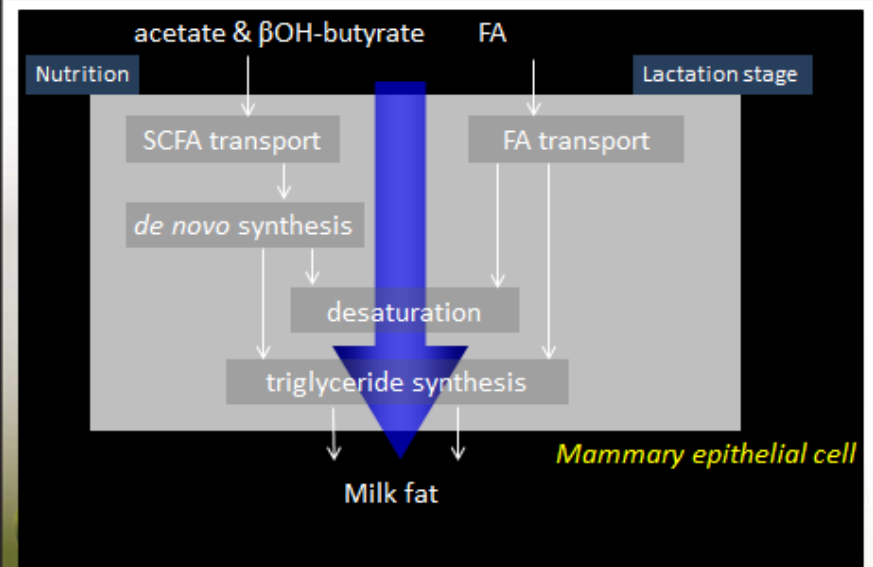 acetate & βOH-butyrate FA
Nutrition
Lactation stage
SCFA transport
FA transport
de novo synthesis
desaturation
triglyceride synthesis
Mammary epithelial cell
Milk fat